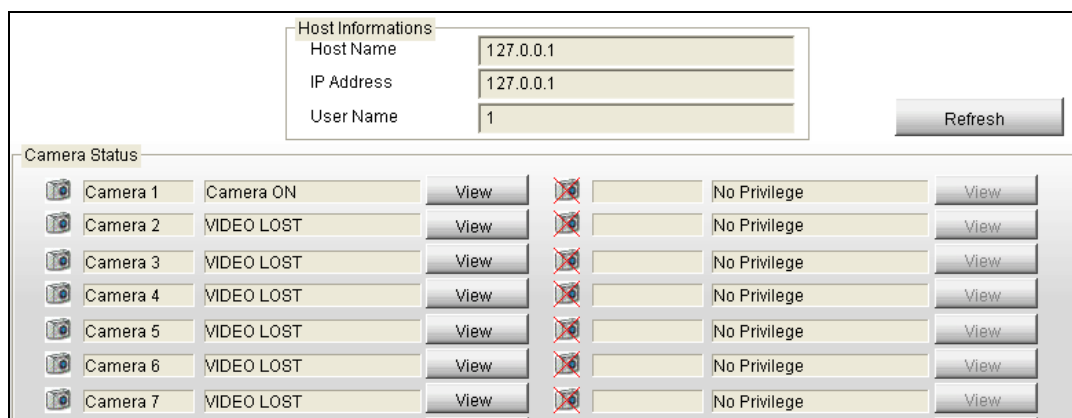 Host Informations
Host Name 127.0.0.1
IP Address 127.0.0.1
User Name 1
Refresh
Camera Status
Camera 1 Camera ON View No Privilege View
Camera 2 VIDEO LOST View No Privilege View
Camera 3 VIDEO LOST View No Privilege View
Camera 4 VIDEO LOST View No Privilege View
Camera 5 VIDEO LOST View No Privilege View
Camera 6 VIDEO LOST View No Privilege View
Camera 7 VIDEO LOST View No Privilege View